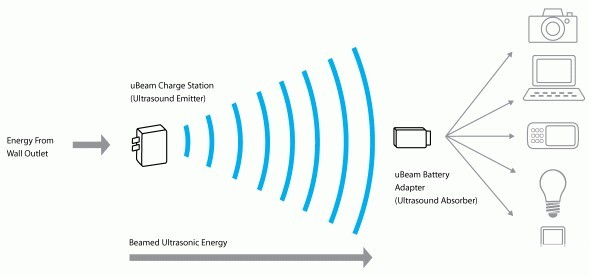 uBeam Charge Station
(Ultrasound Emitter)
Energy From
Wall Outlet
uBeam Battery
Adapter
(Ultrasound Absorber)
Beamed Ultrasonic Energy